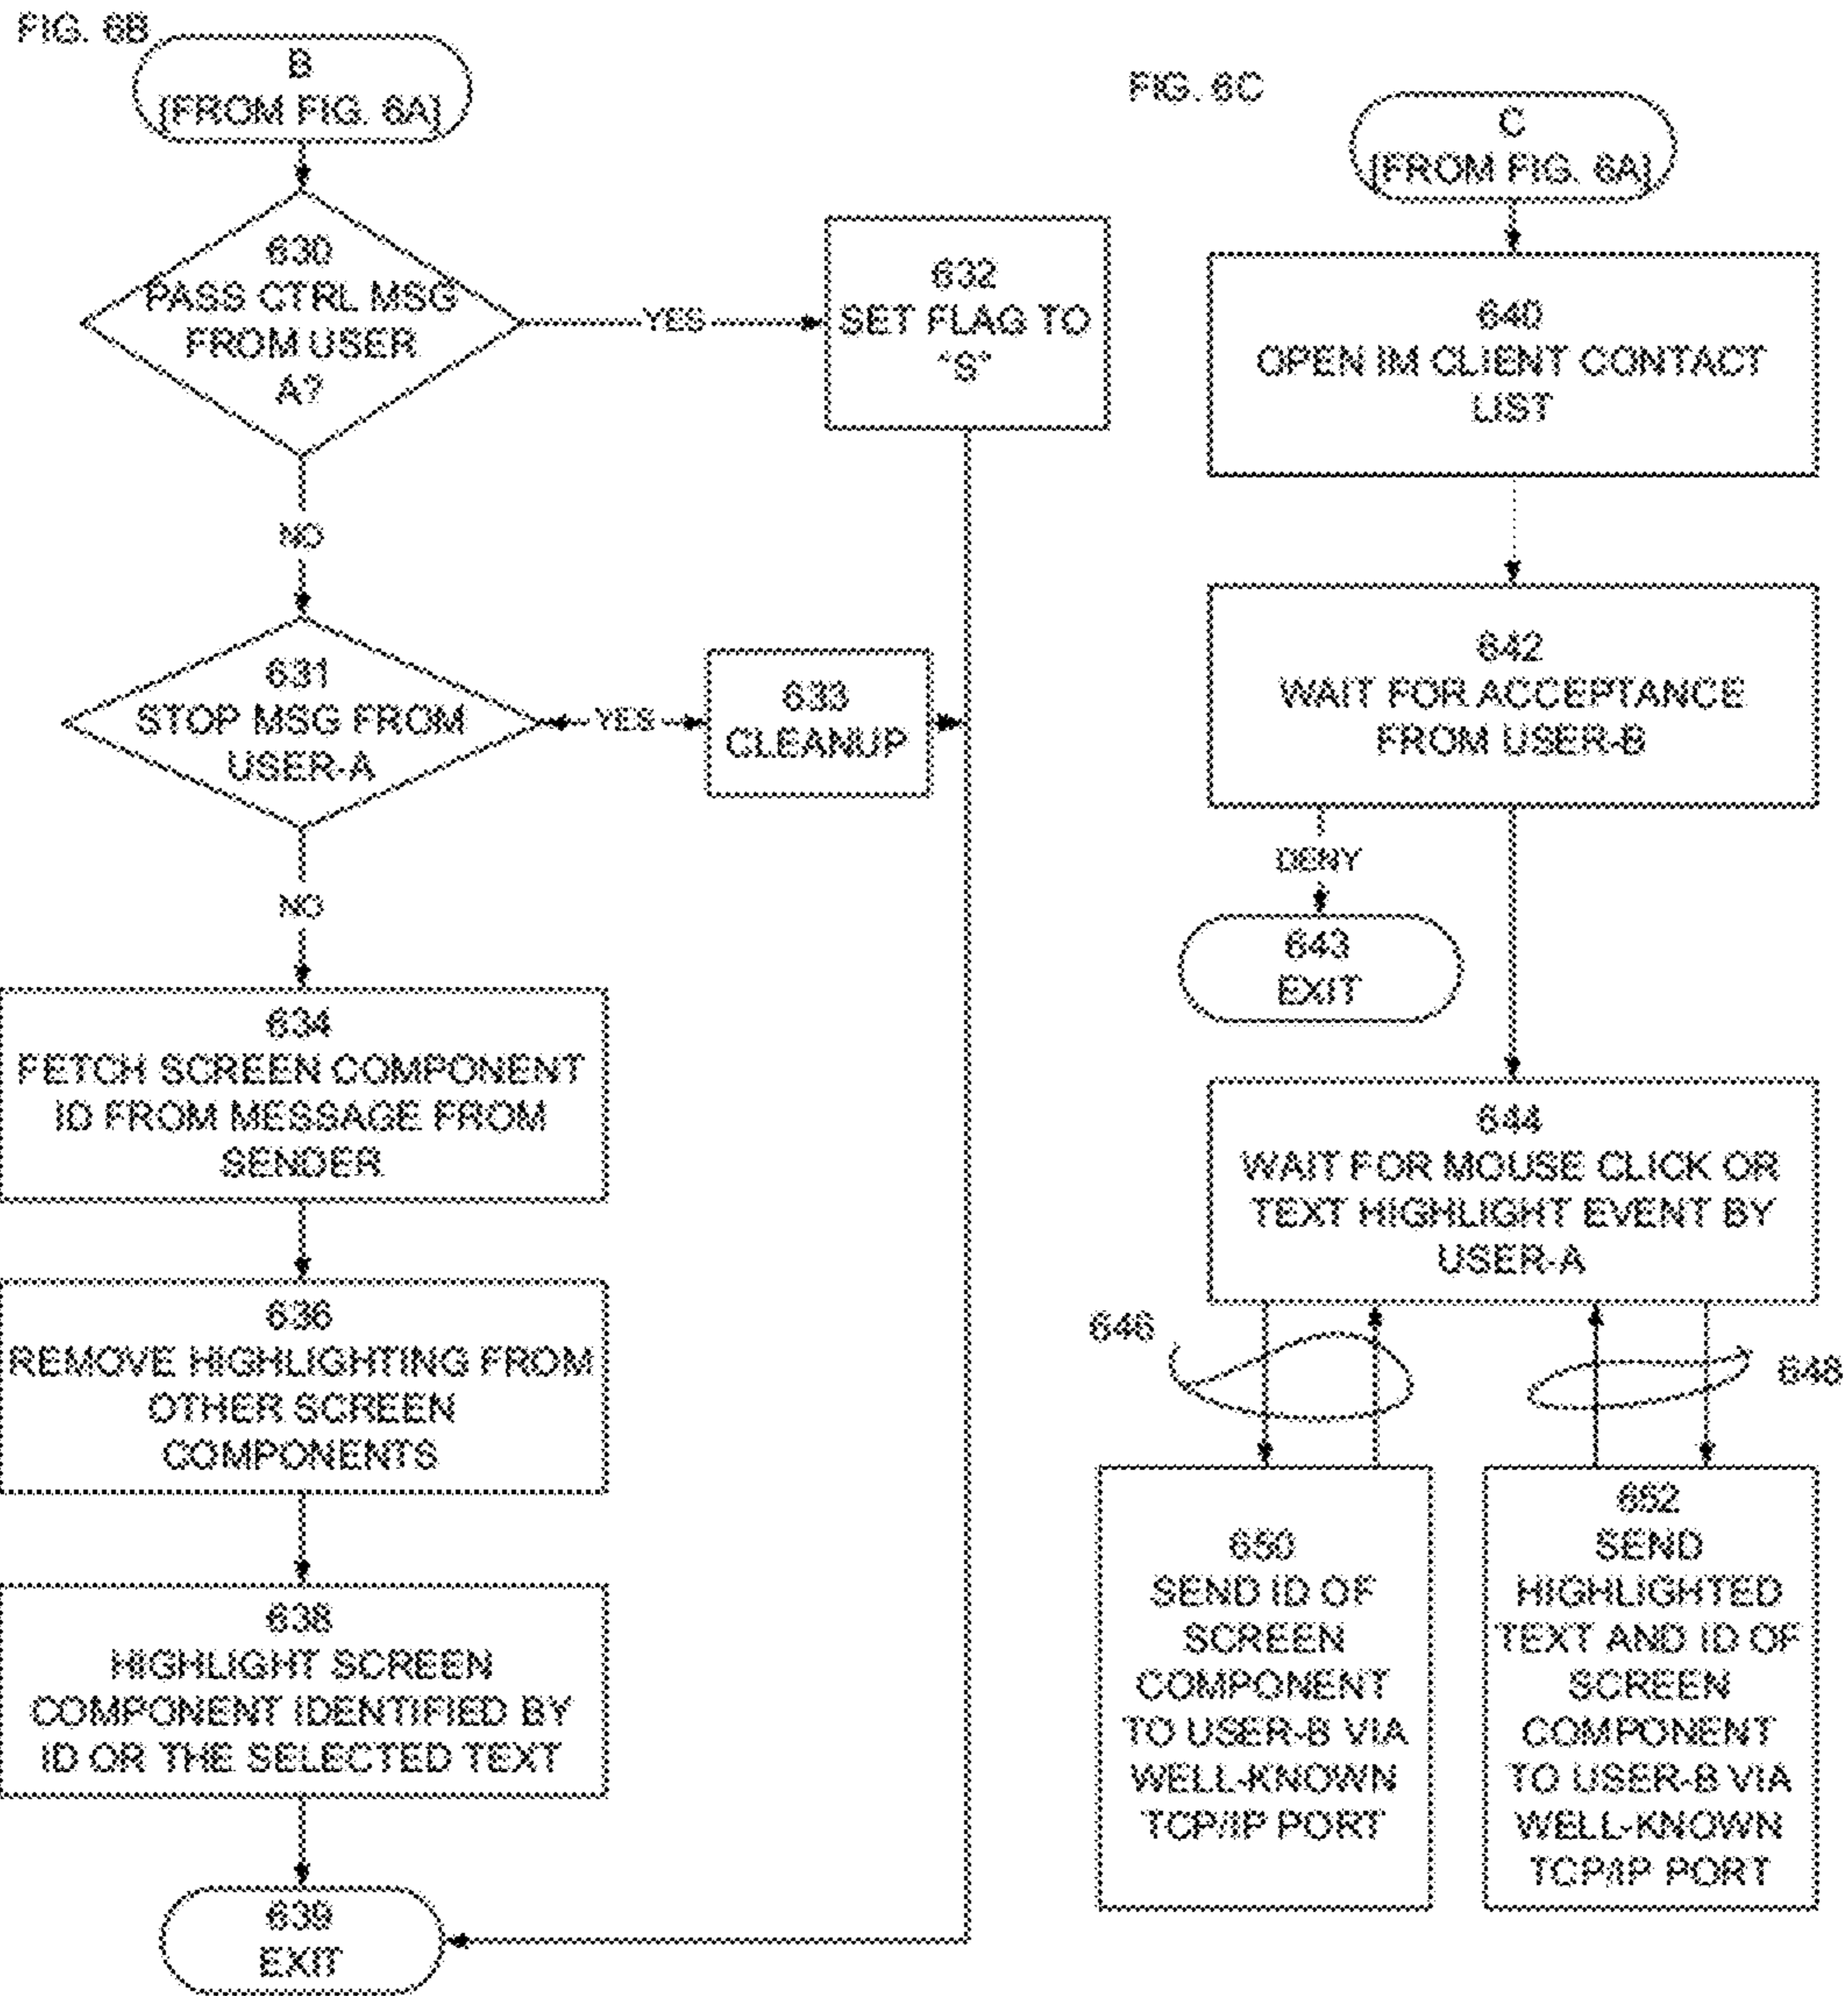 FIG. 6B
B
[FROM FIG. 6A]
630
PASS CTRL MSG
FROM USER
A?
YES
632
SET FLAG TO
"S"
NO
631
STOP MSG FROM
USER-A
YES
633
CLEANUP
NO
634
FETCH SCREEN COMPONENT
ID FROM MESSAGE FROM
SENDER
636
REMOVE HIGHLIGHTING FROM
OTHER SCREEN
COMPONENTS
638
HIGHLIGHT SCREEN
COMPONENT IDENTIFIED BY
ID OR THE SELECTED TEXT
639
EXIT
FIG. 6C
C
[FROM FIG. 6A]
640
OPEN IM CLIENT CONTACT
LIST
642
WAIT FOR ACCEPTANCE
FROM USER-B
DENY
643
EXIT
644
WAIT FOR MOUSE CLICK OR
TEXT HIGHLIGHT EVENT BY
USER-A
646
648
650
SEND ID OF
SCREEN
COMPONENT
TO USER-B VIA
WELL-KNOWN
TCP/IP PORT
652
SEND
HIGHLIGHTED
TEXT AND ID OF
SCREEN
COMPONENT
TO USER-B VIA
WELL-KNOWN
TCP/IP PORT